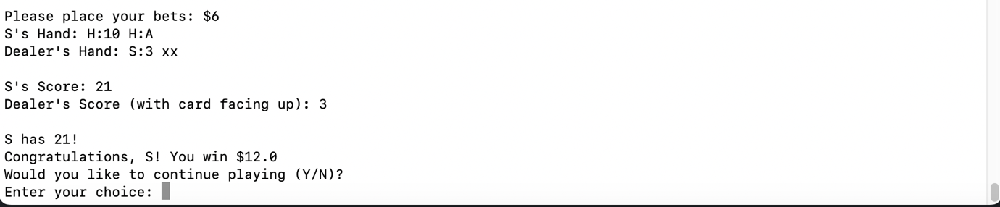 Please place your bets: $6
S's Hand: H:10 H:A
Dealer's Hand: S:3 xx
S's Score: 21
Dealer's Score (with card facing up): 3
S has 21!
Congratulations, S! You win $12.0
Would you like to continue playing (Y/N)?
Enter your choice: